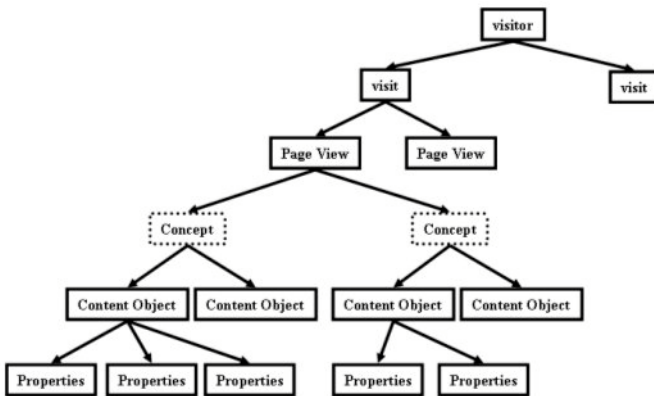 visitor
visit
visit
Page View
Page View
Concept
Concept
Content Object
Content Object
Content Object
Content Object
Properties
Properties
Properties
Properties
Properties